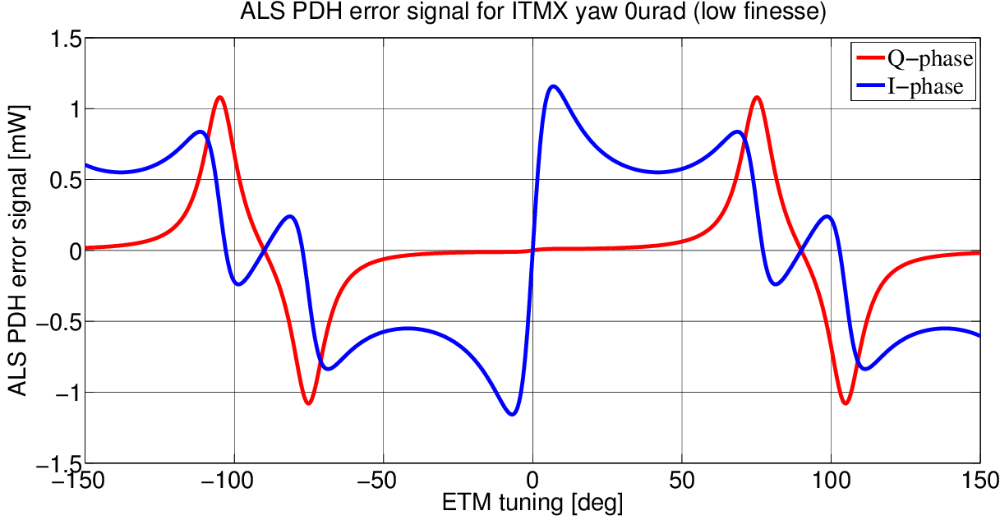 ALS PDH error signal for ITMX yaw 0urad (low finesse)
Q−phase
I−phase
ALS PDH error signal [mW]
1.5
1
0.5
0
−0.5
−1
−1.5
−150
−100
−50
0
50
100
150
ETM tuning [deg]